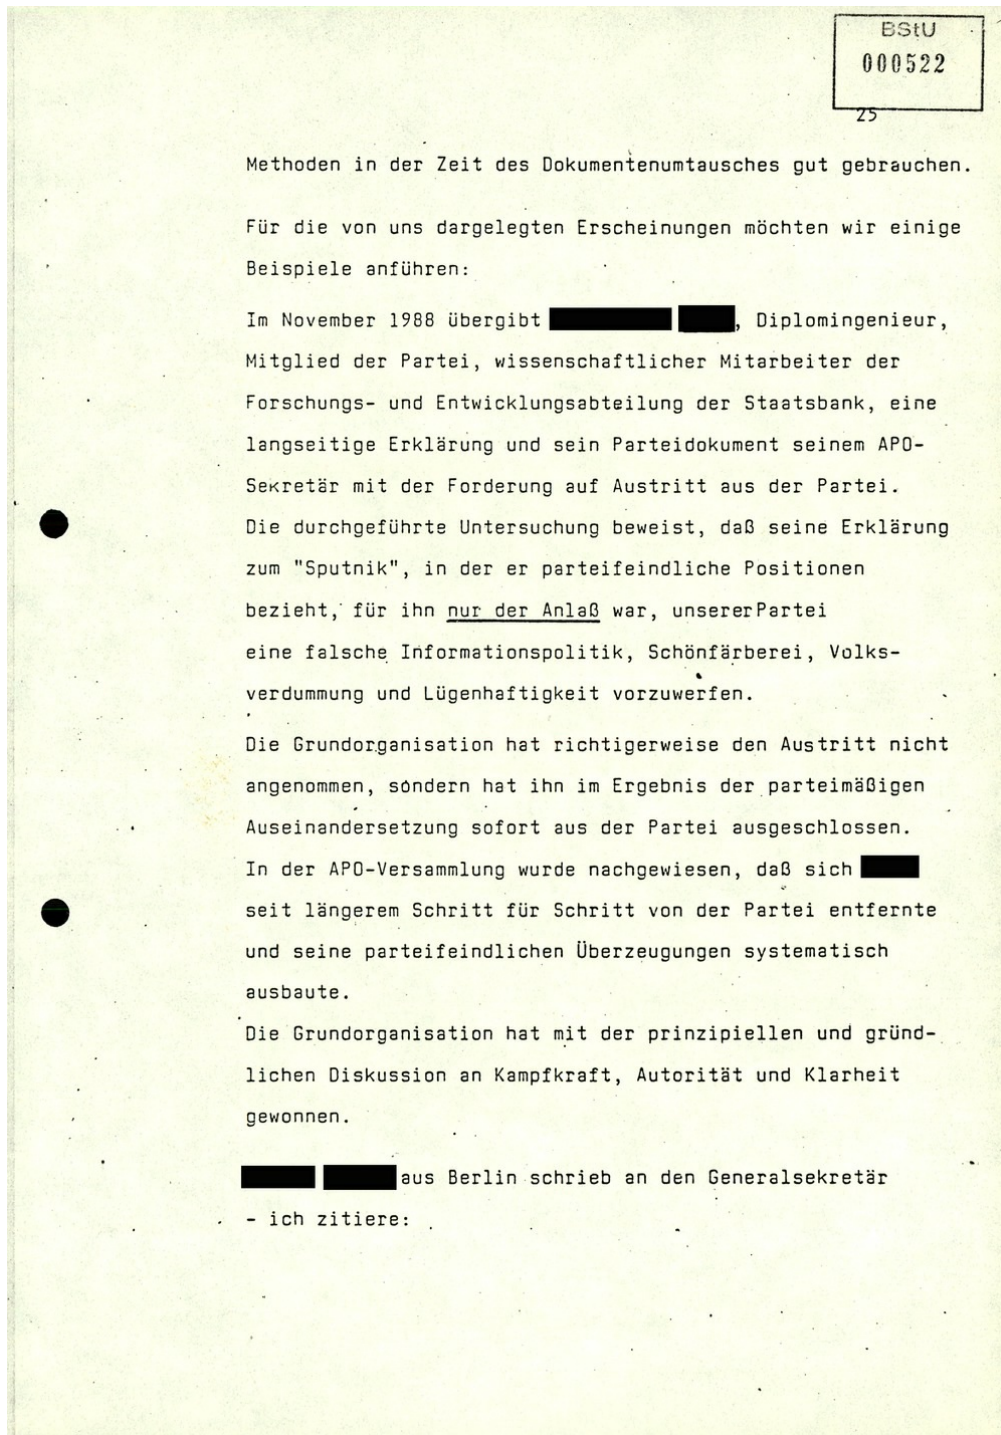 BStU
000522
25
Methoden in der Zeit des Dokumentenumtausches gut gebrauchen.
Für die von uns dargelegten Erscheinungen möchten wir einige
Beispiele anführen:
Im November 1988 übergibt , Diplomingenieur,
Mitglied der Partei, wissenschaftlicher Mitarbeiter der
Forschungs- und Entwicklungsabteilung der Staatsbank, eine
langseitige Erklärung und sein Parteidokument seinem APO-
Sekretär mit der Forderung auf Austritt aus der Partei.
Die durchgeführte Untersuchung beweist, daß seine Erklärung
zum "Sputnik", in der er parteifeindliche Positionen
bezieht, für ihn nur der Anlaß war, unsererPartei
eine falsche Informationspolitik, Schönfärberei, Volks-
verdummung und Lügenhaftigkeit vorzuwerfen.
Die Grundorganisation hat richtigerweise den Austritt nicht
angenommen, sondern hat ihn im Ergebnis der parteimäßigen
Auseinandersetzung sofort aus der Partei ausgeschlossen.
In der APO-Versammlung wurde nachgewiesen, daß sich
seit längerem Schritt für Schritt von der Partei entfernte
und seine parteifeindlichen Überzeugungen systematisch
ausbaute.
Die Grundorganisation hat mit der prinzipiellen und gründ-
lichen Diskussion an Kampfkraft, Autorität und Klarheit
gewonnen.
aus Berlin schrieb an den Generalsekretär
- ich zitiere: